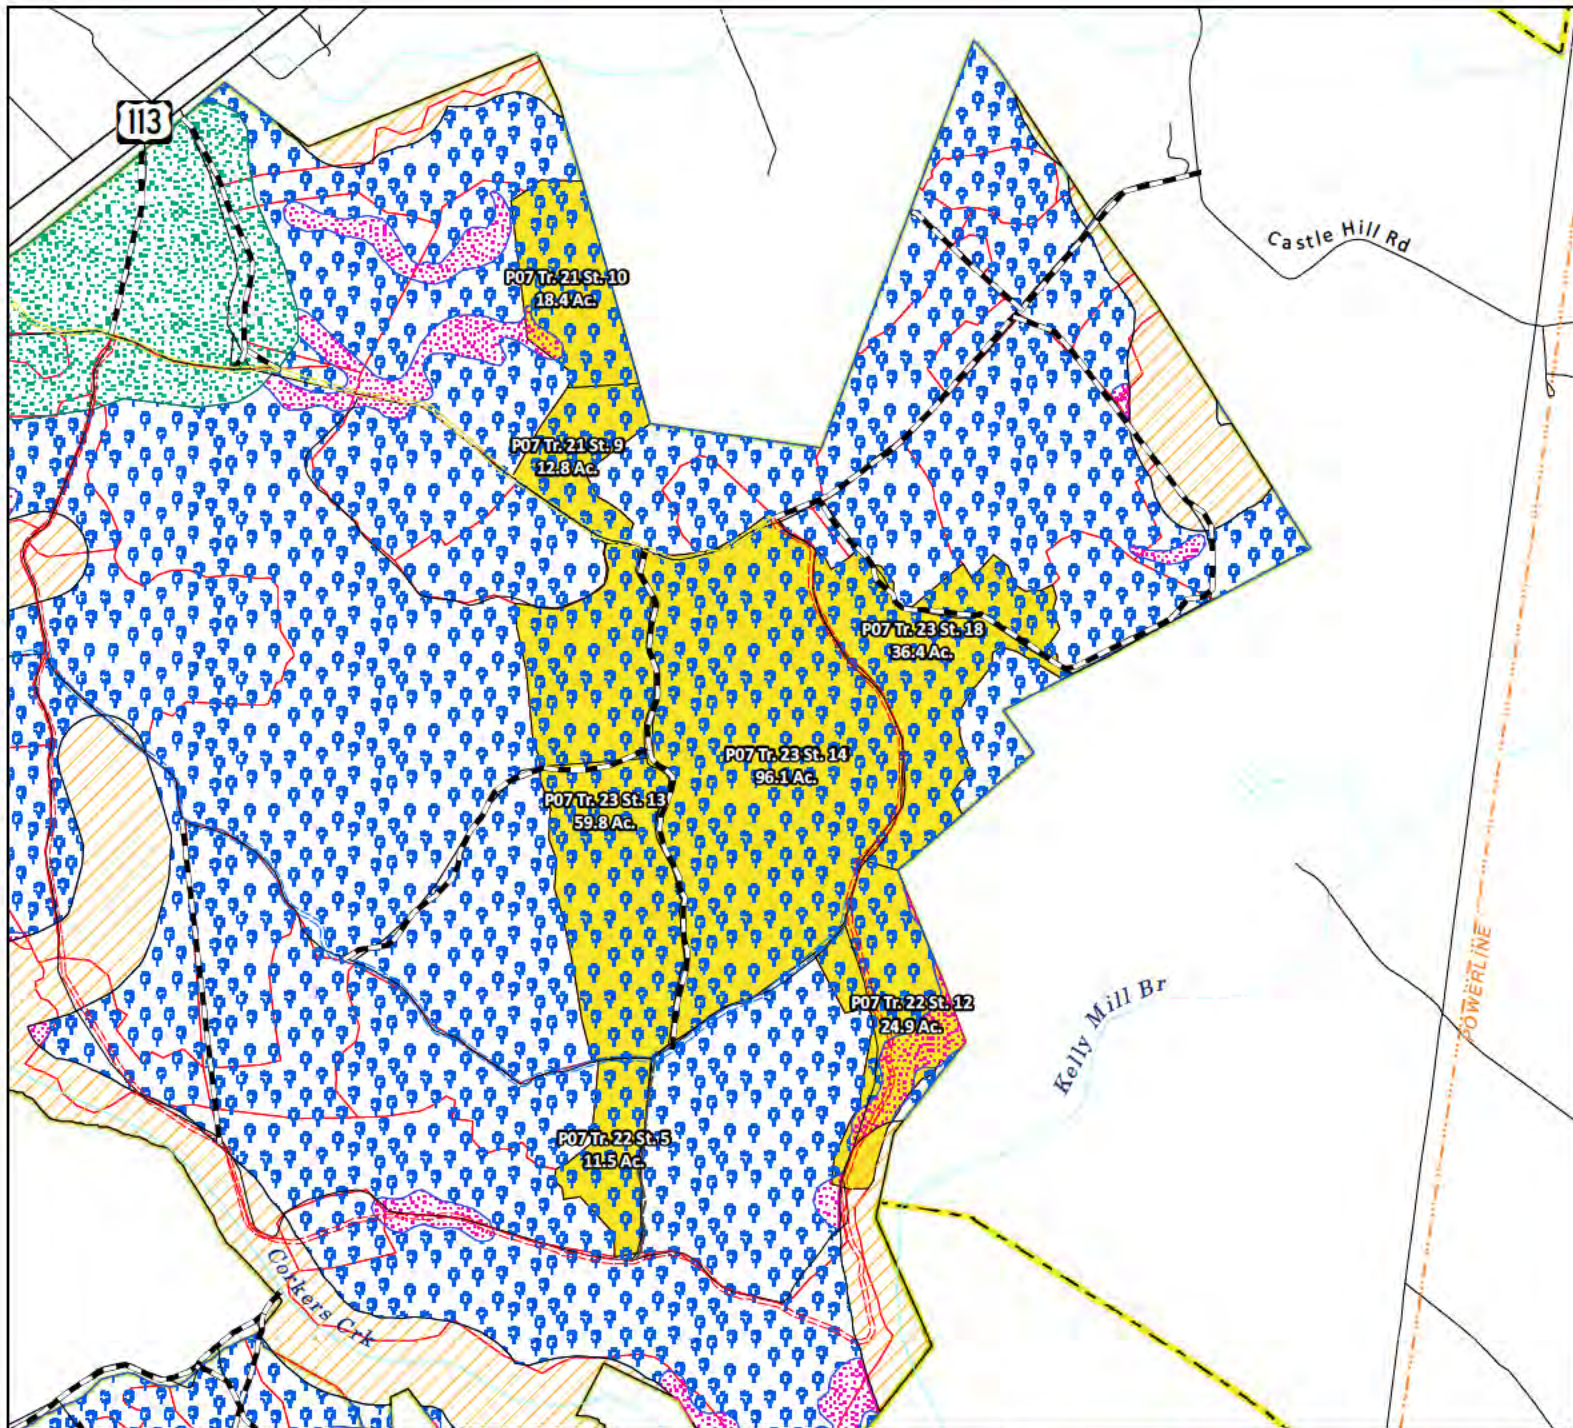 113
Castle Hill Rd
P07 Tr. 21 St. 10
18.4 Ac.
P07 Tr. 21 St. 9
12.8 Ac.
P07 Tr. 23 St. 18
36.4 Ac.
P07 Tr. 23 St. 14
96.1 Ac.
P07 Tr. 23 St. 13
59.8 Ac.
POWERLINE
P07 Tr. 22 St. 12
24.9 Ac.
Kelly Mill Br
P07 Tr. 22 St. 5
11.5 Ac.
Corkers Crk